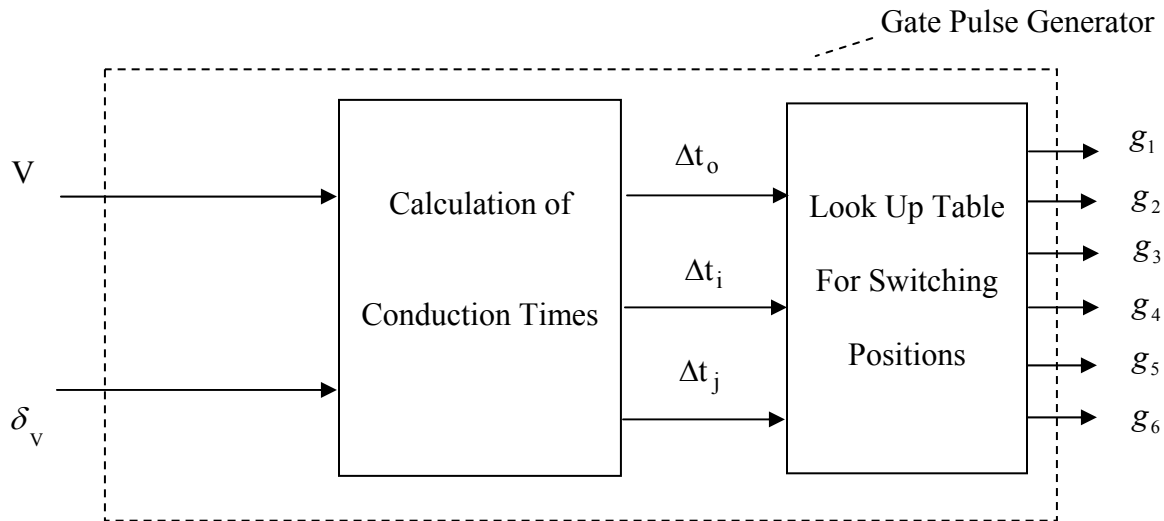 Gate Pulse Generator
V
δ_V
Calculation of
Conduction Times
Δt_o
Δt_i
Δt_j
Look Up Table
For Switching
Positions
g_1
g_2
g_3
g_4
g_5
g_6